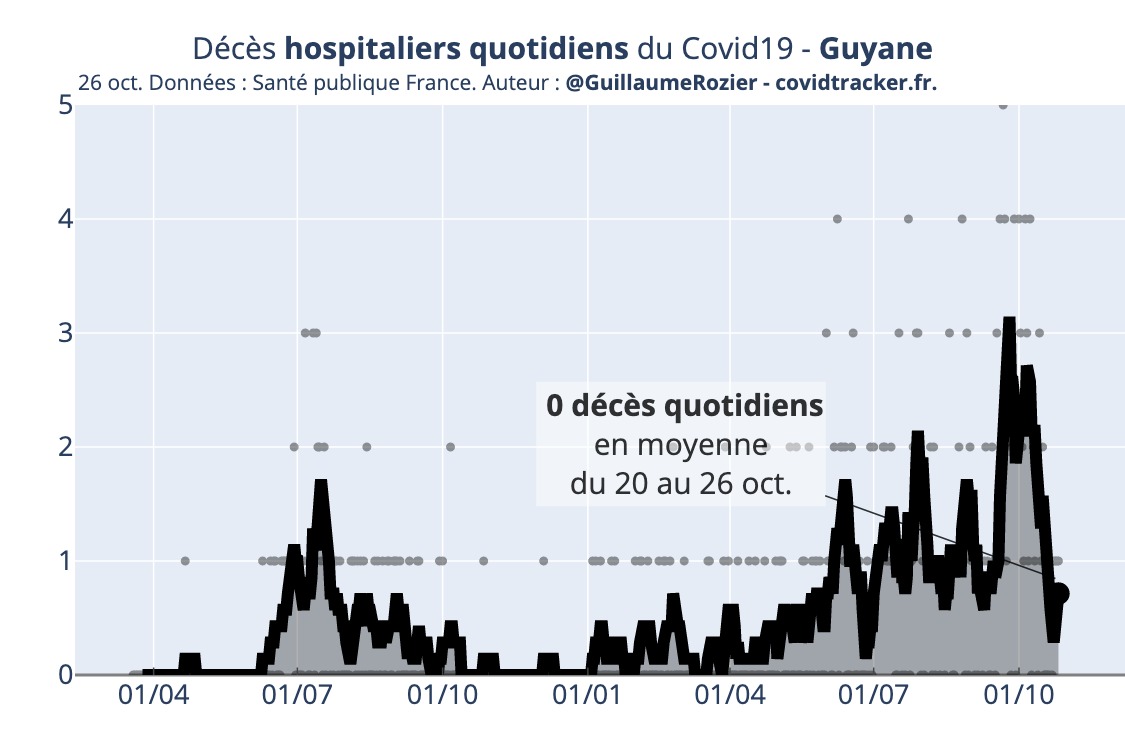 Décès hospitaliers quotidiens du Covid19 - Guyane
26 oct. Données : Santé publique France. Auteur : @GuillaumeRozier - covidtracker.fr.
5
4
3
2
1
0
0 décès quotidiens
en moyenne
du 20 au 26 oct.
01/04 01/07 01/10 01/01 01/04 01/07 01/10